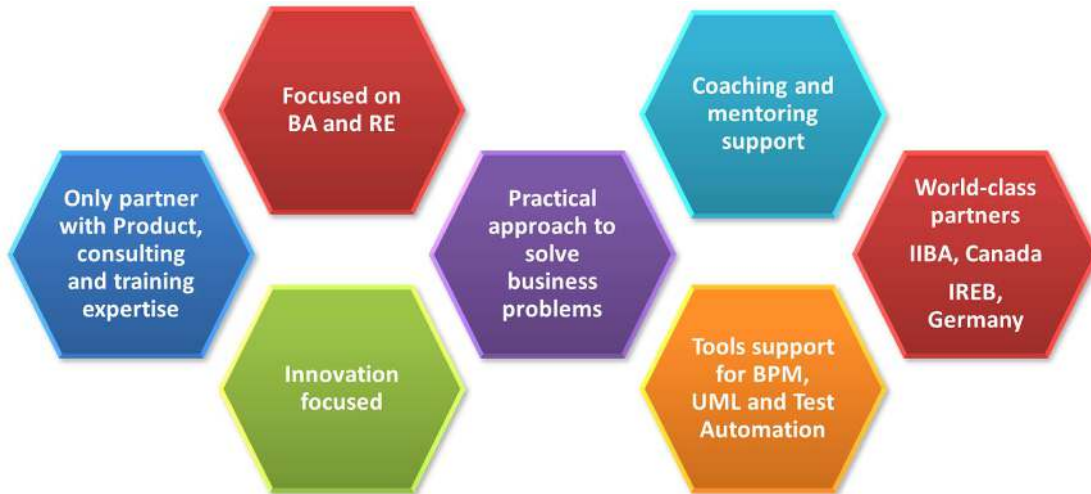 Focused on
BA and RE
Coaching and
mentoring
support
Only partner
with Product,
consulting
and training
expertise
Practical
approach to
solve
business
problems
World-class
partners
IIBA, Canada
IREB,
Germany
Innovation
focused
Tools support
for BPM,
UML and Test
Automation